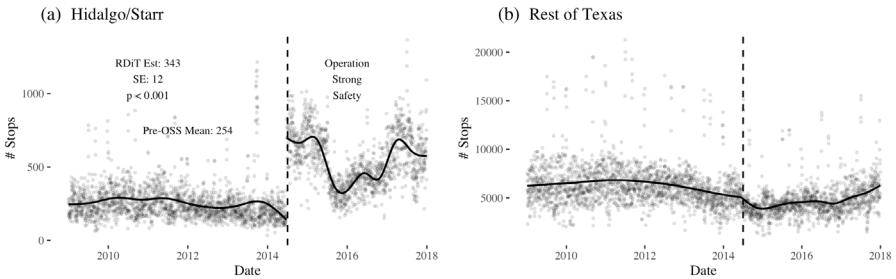 (a) Hidalgo/Starr
# Stops
1000
500
0
RDiT Est: 343
SE: 12
p < 0.001
Pre-OSS Mean: 254
Operation
Strong
Safety
2010
2012
2014
2016
2018
Date
(b) Rest of Texas
# Stops
20000
15000
10000
5000
2010
2012
2014
2016
2018
Date